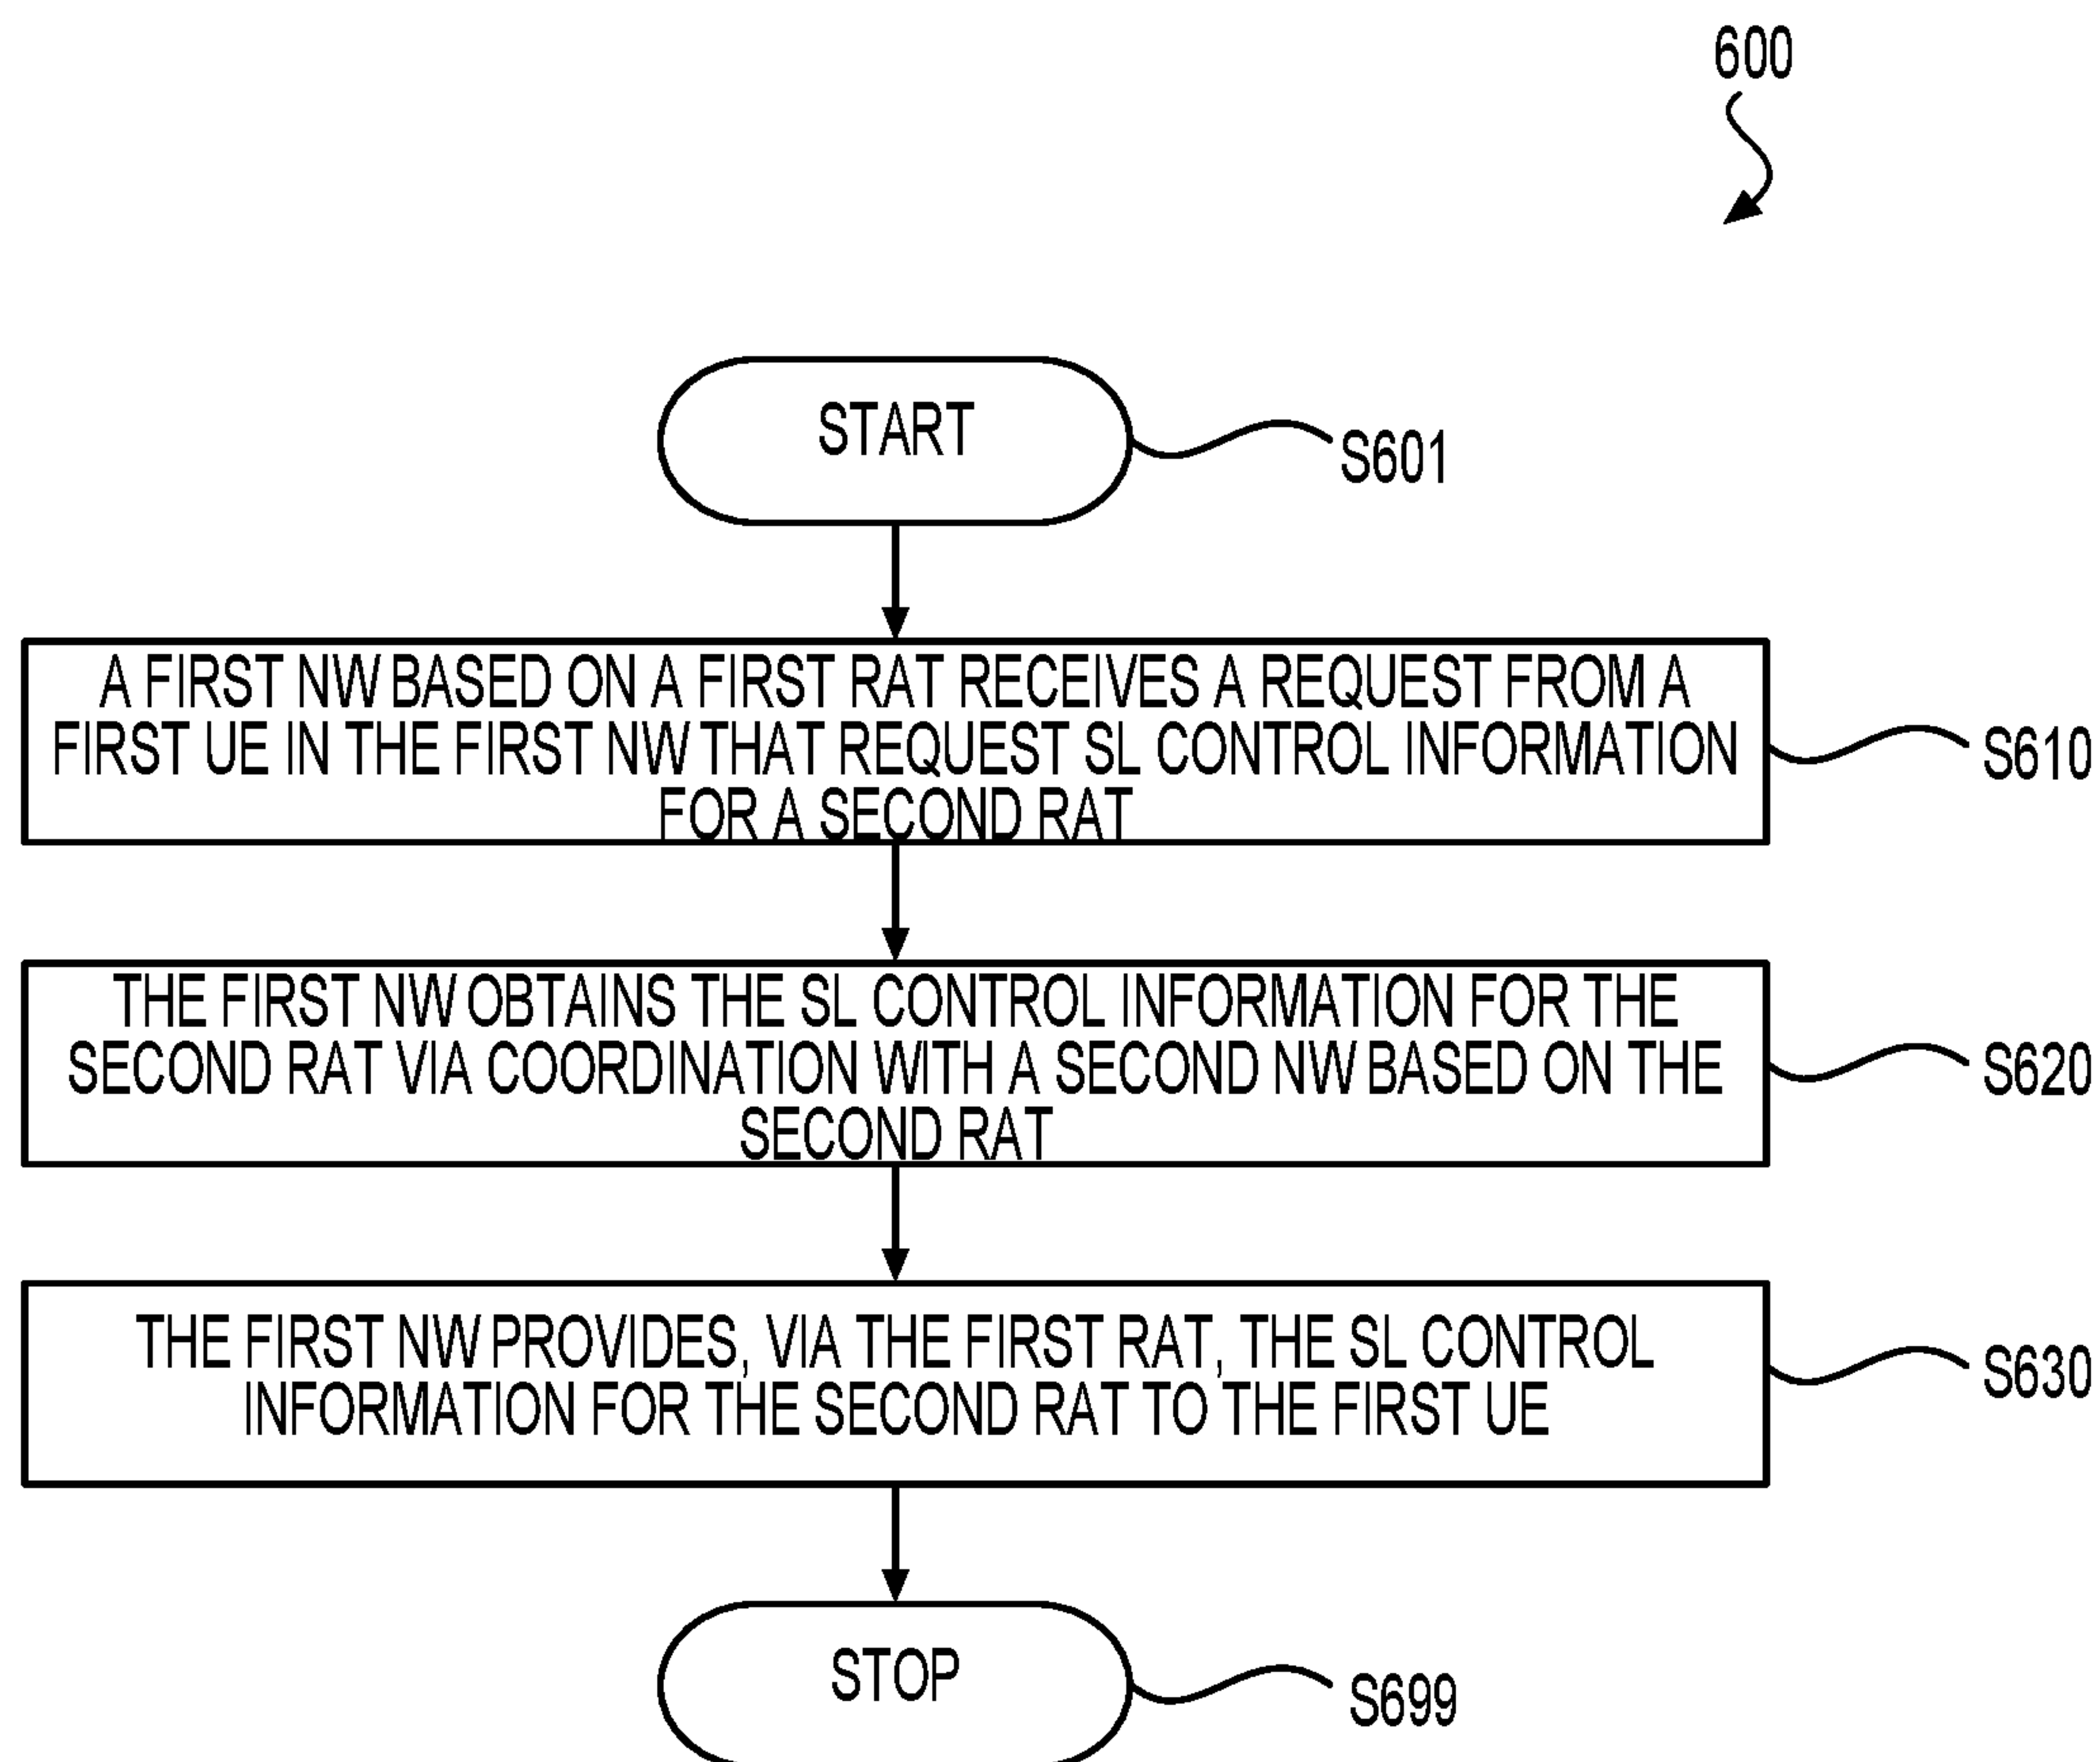 600
START
S601
A FIRST NW BASED ON A FIRST RAT RECEIVES A REQUEST FROM A
FIRST UE IN THE FIRST NW THAT REQUEST SL CONTROL INFORMATION
FOR A SECOND RAT
S610
THE FIRST NW OBTAINS THE SL CONTROL INFORMATION FOR THE
SECOND RAT VIA COORDINATION WITH A SECOND NW BASED ON THE
SECOND RAT
S620
THE FIRST NW PROVIDES, VIA THE FIRST RAT, THE SL CONTROL
INFORMATION FOR THE SECOND RAT TO THE FIRST UE
S630
STOP
S699